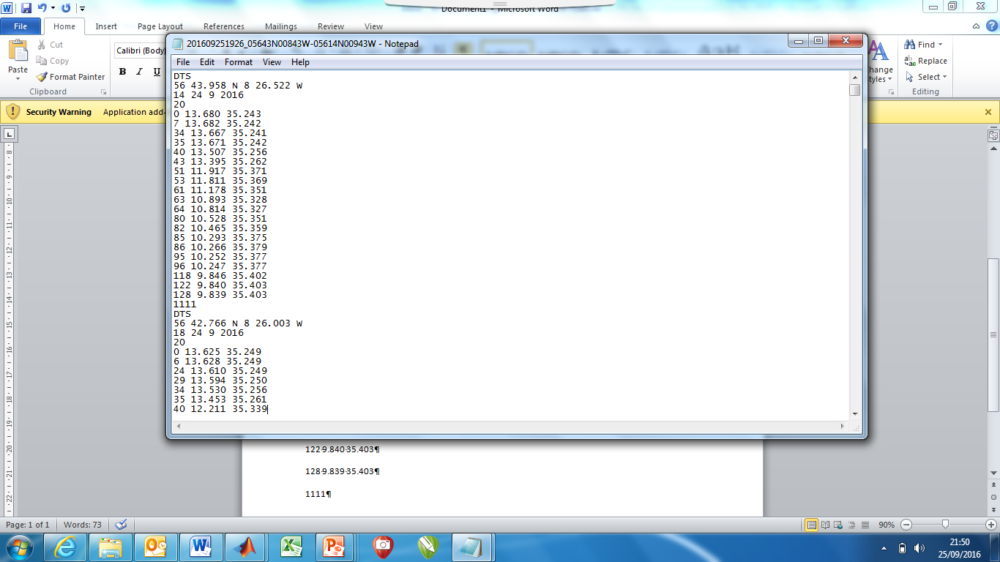 Document1 - Microsoft Word
File Home Insert Page Layout References Mailings Review View
Paste
Cut
Copy
Format Painter
Clipboard
Calibri (Body)
B I U
Change
Styles
Find
Replace
Select
Editing
Security Warning Application add-
201609251926_05643N00843W-05614N00943W - Notepad
File Edit Format View Help
DTS
56 43.958 N 8 26.522 W
14 24 9 2016
20
0 13.680 35.243
7 13.682 35.242
34 13.667 35.241
35 13.671 35.242
40 13.507 35.256
43 13.395 35.262
51 11.917 35.371
53 11.811 35.369
61 11.178 35.351
63 10.893 35.328
64 10.814 35.327
80 10.528 35.351
82 10.465 35.359
85 10.293 35.375
86 10.266 35.379
95 10.252 35.377
96 10.247 35.377
118 9.846 35.402
122 9.840 35.403
128 9.839 35.403
1111
DTS
56 42.766 N 8 26.003 W
18 24 9 2016
20
0 13.625 35.249
6 13.628 35.249
24 13.610 35.249
29 13.594 35.250
34 13.530 35.256
35 13.453 35.261
40 12.211 35.339
122·9.840·35.403¶
128·9.839·35.403¶
1111¶
Page: 1 of 1 Words: 73
90%
21:50
25/09/2016